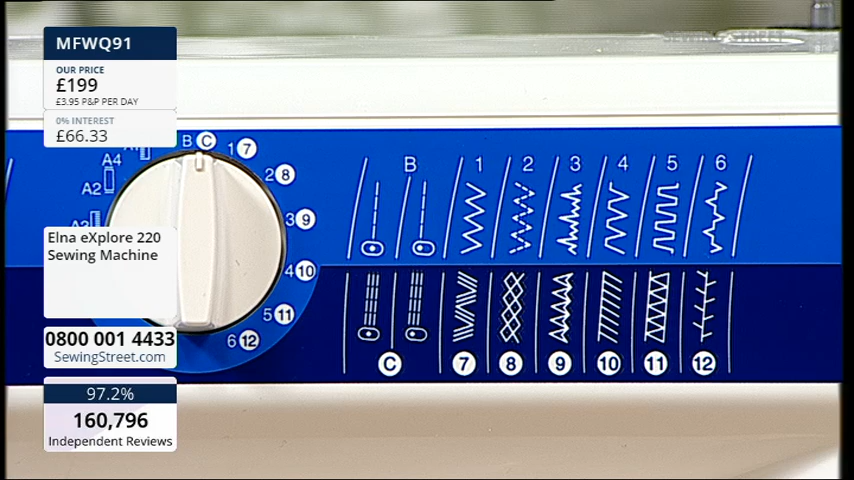 MFWQ91
OUR PRICE
£199
£3.95 P&P PER DAY
0% INTEREST
£66.33
SEWING STREET
B C 1 7
A4
2 8
A2
3 9
4 10
5 11
6 12
B 1 2 3 4 5 6
C 7 8 9 10 11 12
Elna eXplore 220
Sewing Machine
0800 001 4433
SewingStreet.com
97.2%
160,796
Independent Reviews